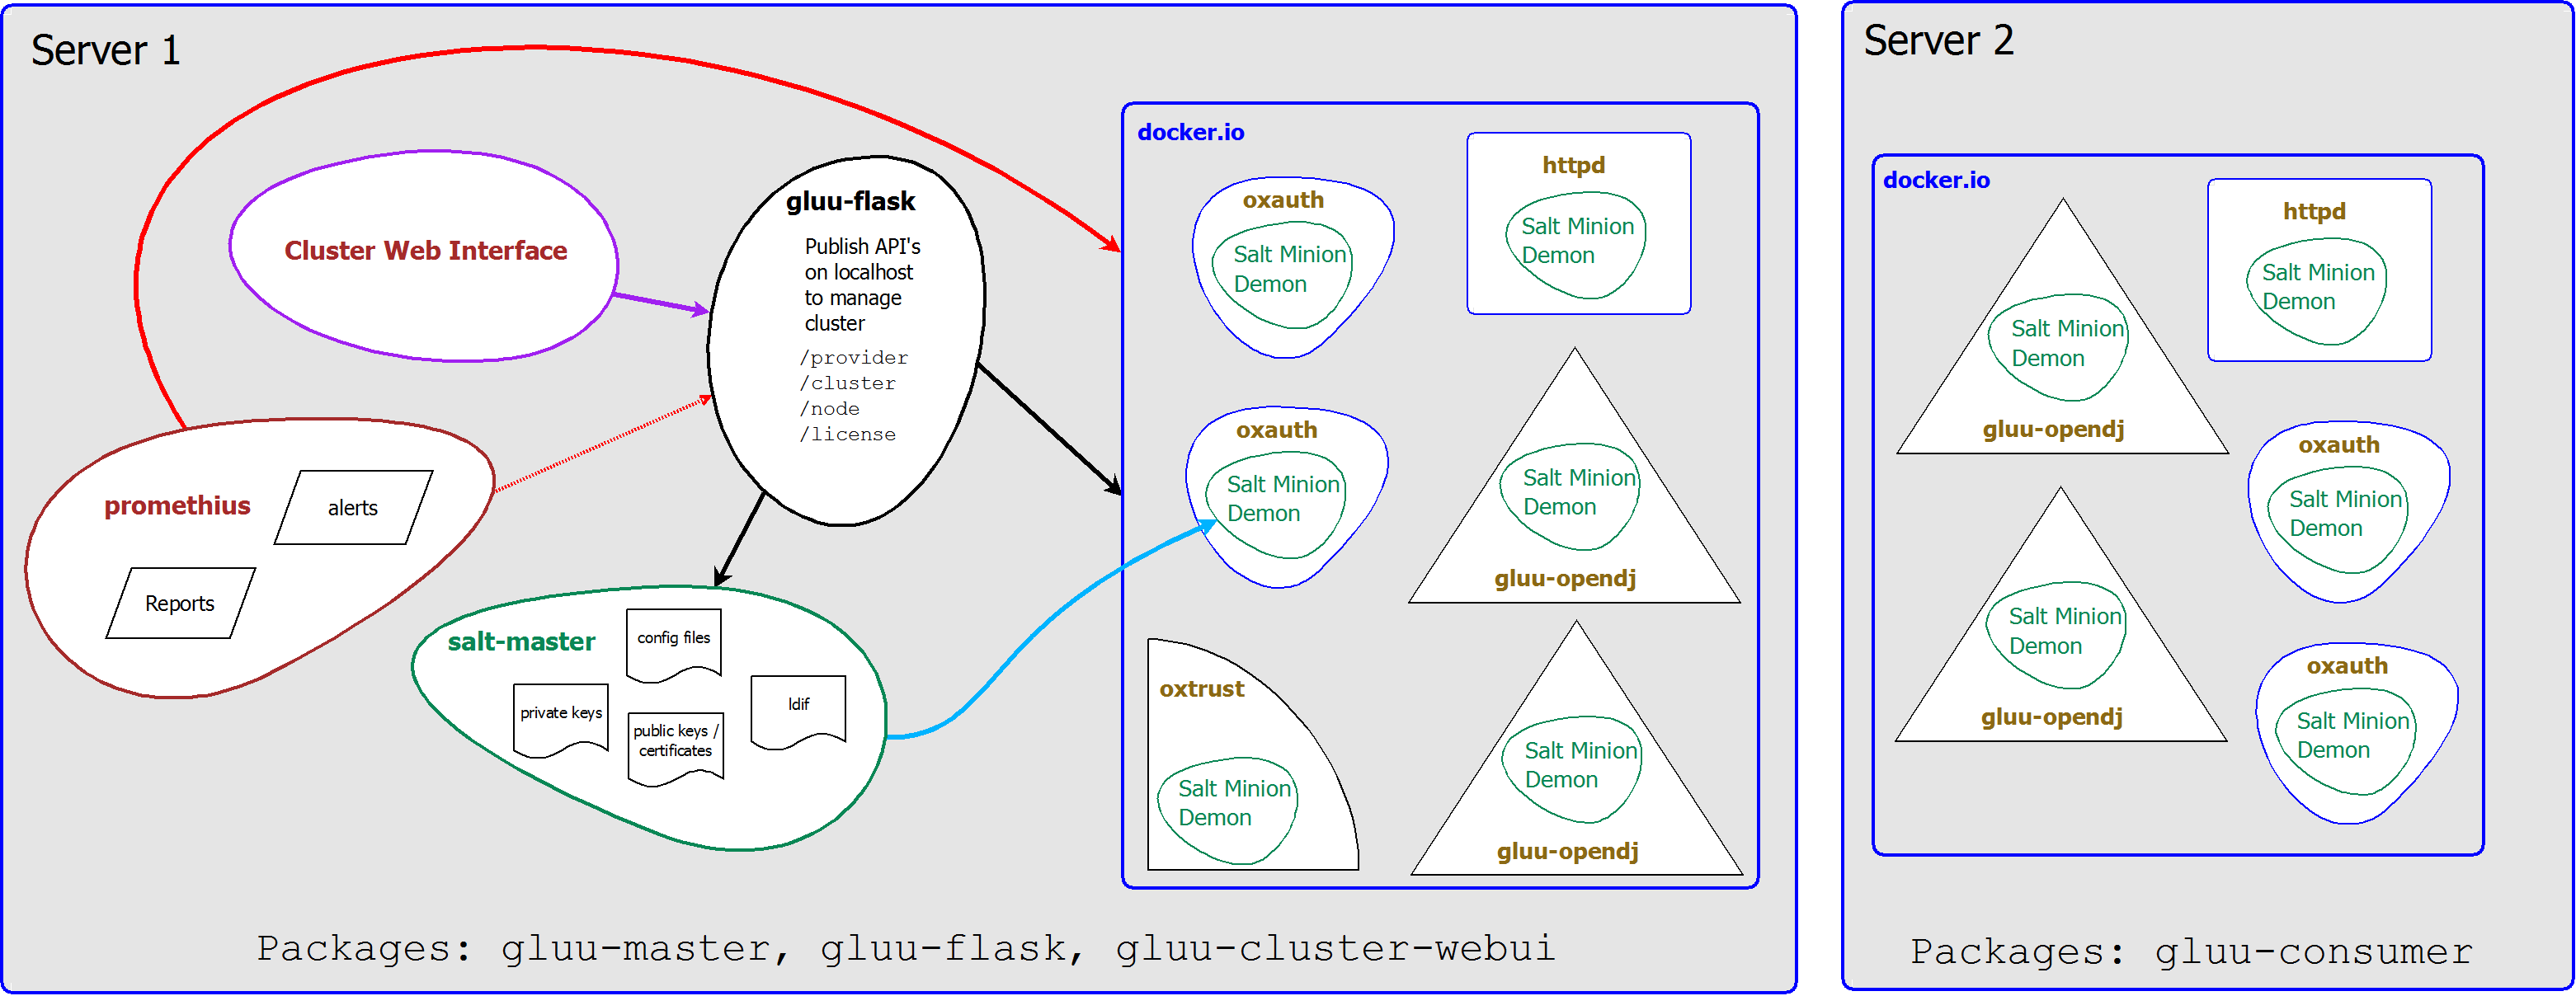 Server 1
Cluster Web Interface
gluu-flask
Publish API's
on localhost
to manage
cluster
/provider
/cluster
/node
/license
promethius
alerts
Reports
salt-master
config files
private keys
public keys /
certificates
ldif
docker.io
oxauth
Salt Minion
Demon
httpd
Salt Minion
Demon
oxauth
Salt Minion
Demon
Salt Minion
Demon
gluu-opendj
oxtrust
Salt Minion
Demon
Salt Minion
Demon
gluu-opendj
Packages: gluu-master, gluu-flask, gluu-cluster-webui
Server 2
docker.io
Salt Minion
Demon
gluu-opendj
httpd
Salt Minion
Demon
oxauth
Salt Minion
Demon
Salt Minion
Demon
gluu-opendj
oxauth
Salt Minion
Demon
Packages: gluu-consumer